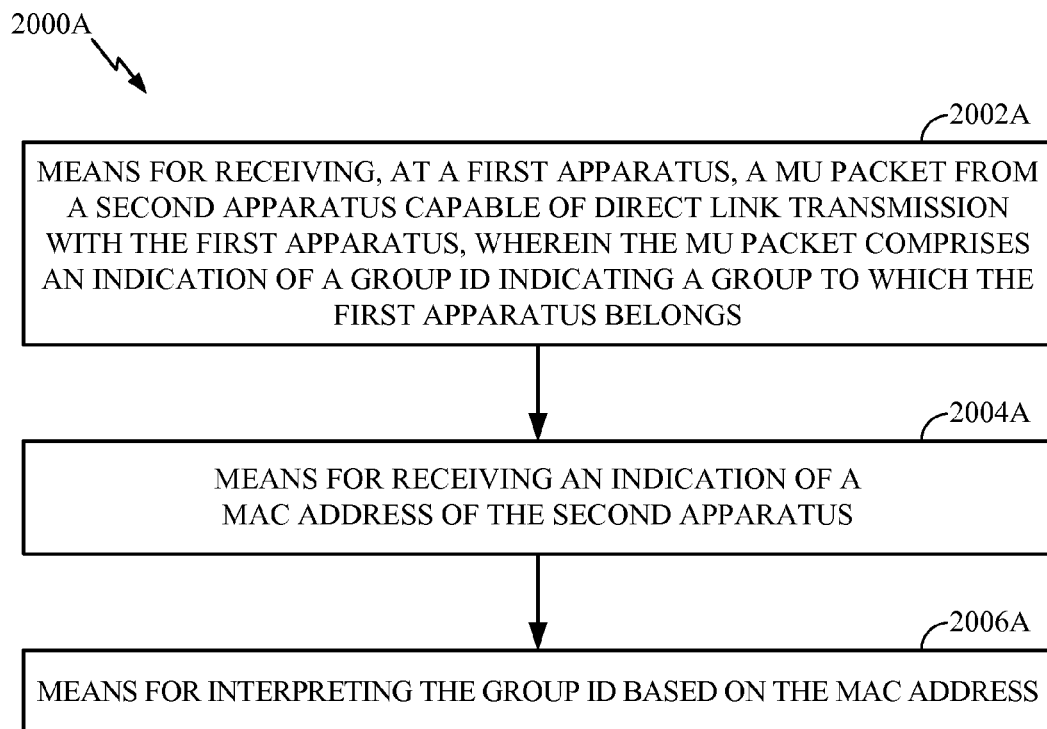 2000A
2002A
MEANS FOR RECEIVING, AT A FIRST APPARATUS, A MU PACKET FROM
A SECOND APPARATUS CAPABLE OF DIRECT LINK TRANSMISSION
WITH THE FIRST APPARATUS, WHEREIN THE MU PACKET COMPRISES
AN INDICATION OF A GROUP ID INDICATING A GROUP TO WHICH THE
FIRST APPARATUS BELONGS
2004A
MEANS FOR RECEIVING AN INDICATION OF A
MAC ADDRESS OF THE SECOND APPARATUS
2006A
MEANS FOR INTERPRETING THE GROUP ID BASED ON THE MAC ADDRESS